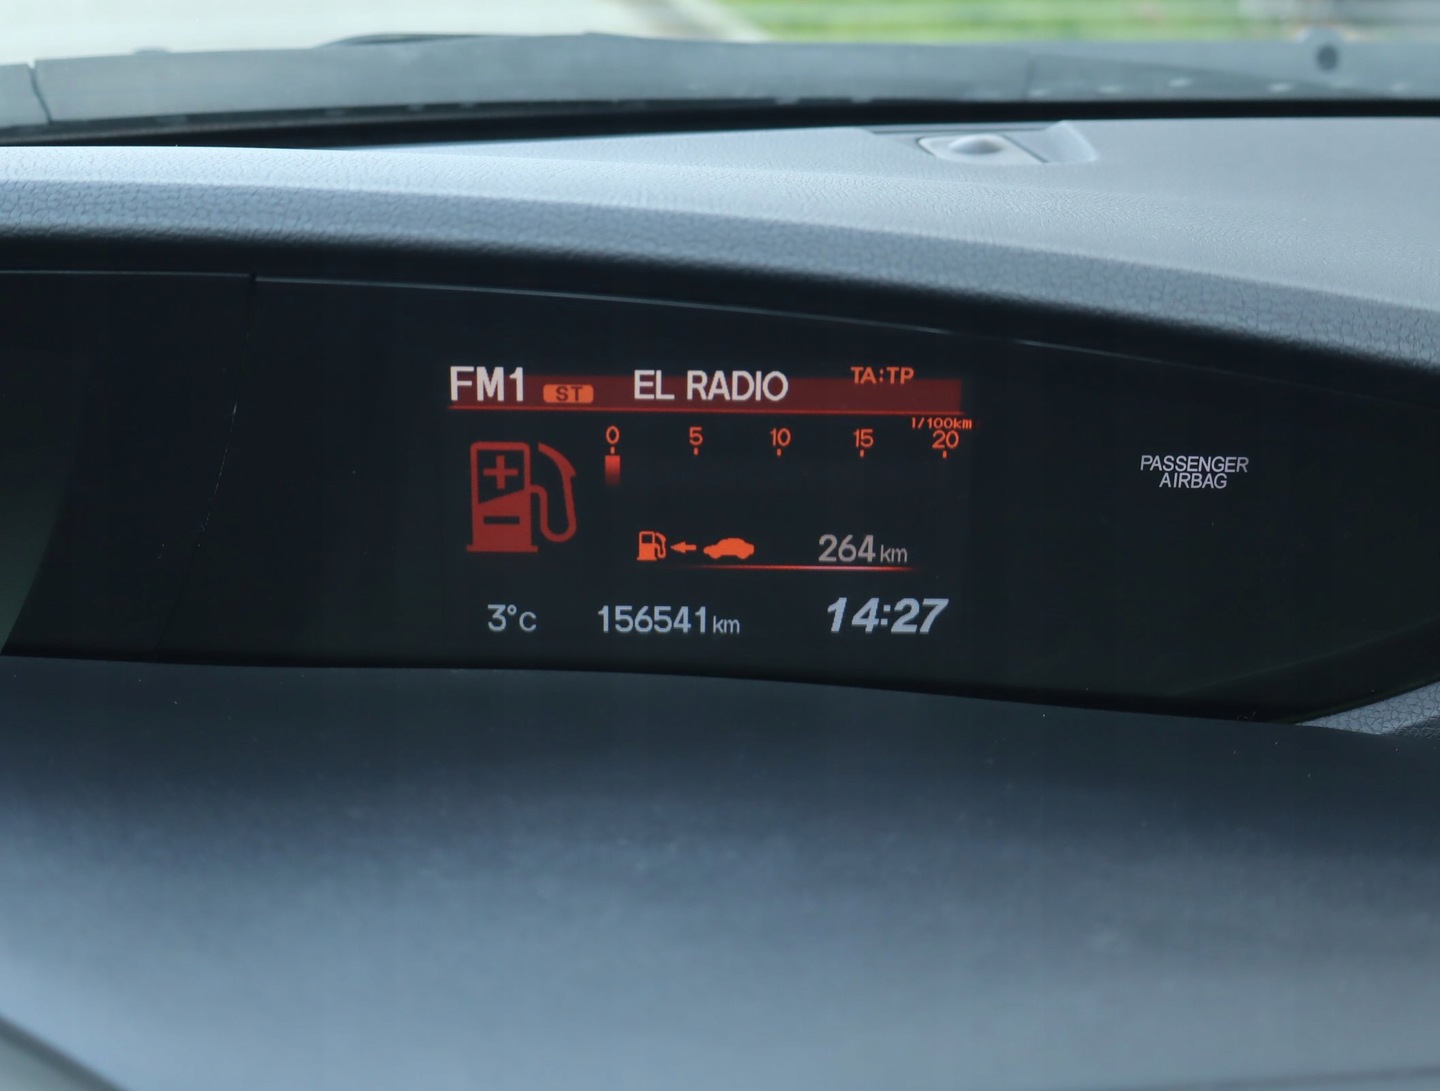 FM1 ST EL RADIO TA:TP
l/100km
0 5 10 15 20
264 km
3°C 156541 km 14:27
PASSENGER
AIRBAG